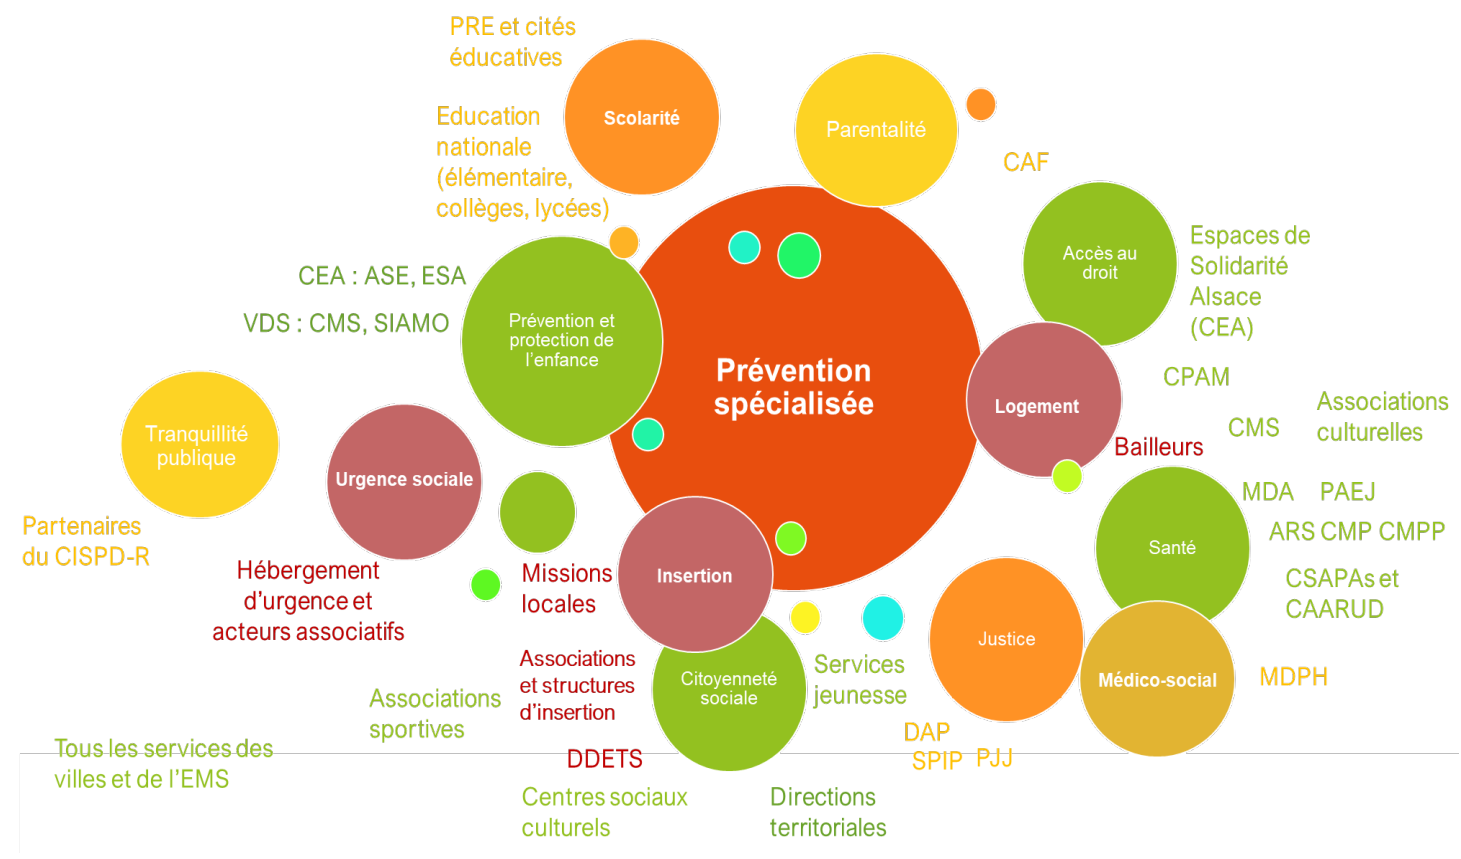 PRE et cités
éducatives
Scolarité
Parentalité
Education
nationale
(élémentaire,
collèges, lycées)
CAF
Accès au
droit
Espaces de
Solidarité
Alsace
(CEA)
CEA : ASE, ESA
VDS : CMS, SIAMO
Prévention et
protection de
l'enfance
Prévention
spécialisée
Logement
CPAM
Associations
culturelles
CMS
Bailleurs
Tranquillité
publique
Urgence sociale
MDA
PAEJ
ARS CMP CMPP
Santé
CSAPAs et
CAARUD
Partenaires
du CISPD-R
Hébergement
d'urgence et
acteurs associatifs
Missions
locales
Insertion
Justice
Médico-social
MDPH
Associations
et structures
d'insertion
Citoyenneté
sociale
Services
jeunesse
Associations
sportives
DAP
SPIP
PJJ
Tous les services des
villes et de l'EMS
DDETS
Centres sociaux
culturels
Directions
territoriales